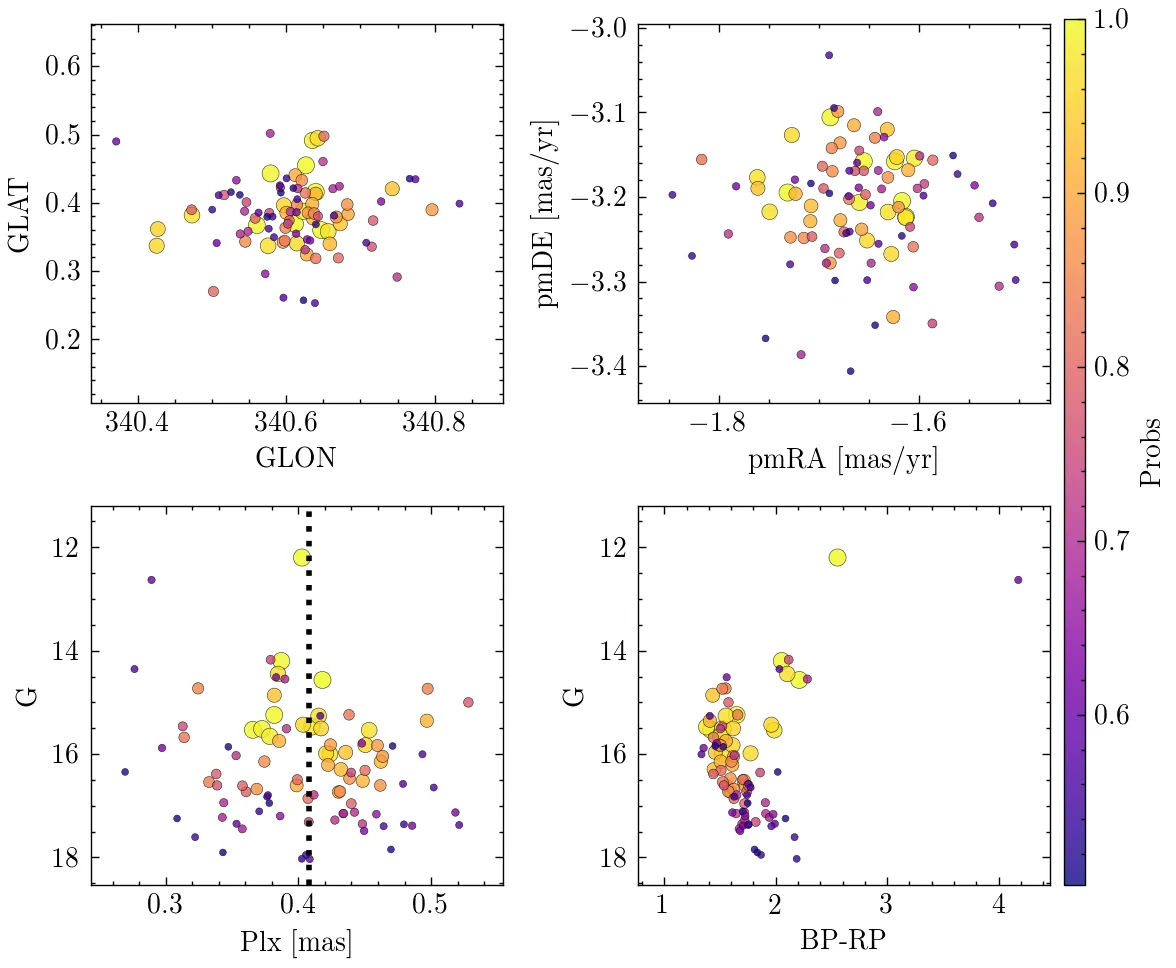 0.6
0.5
0.4
0.3
0.2
GLAT
340.4 340.6 340.8
GLON
−3.0
−3.1
−3.2
−3.3
−3.4
pmDE [mas/yr]
−1.8 −1.6
pmRA [mas/yr]
12
14
16
18
G
0.3 0.4 0.5
Plx [mas]
12
14
16
18
G
1 2 3 4
BP-RP
1.0
0.9
0.8
0.7
0.6
Probs